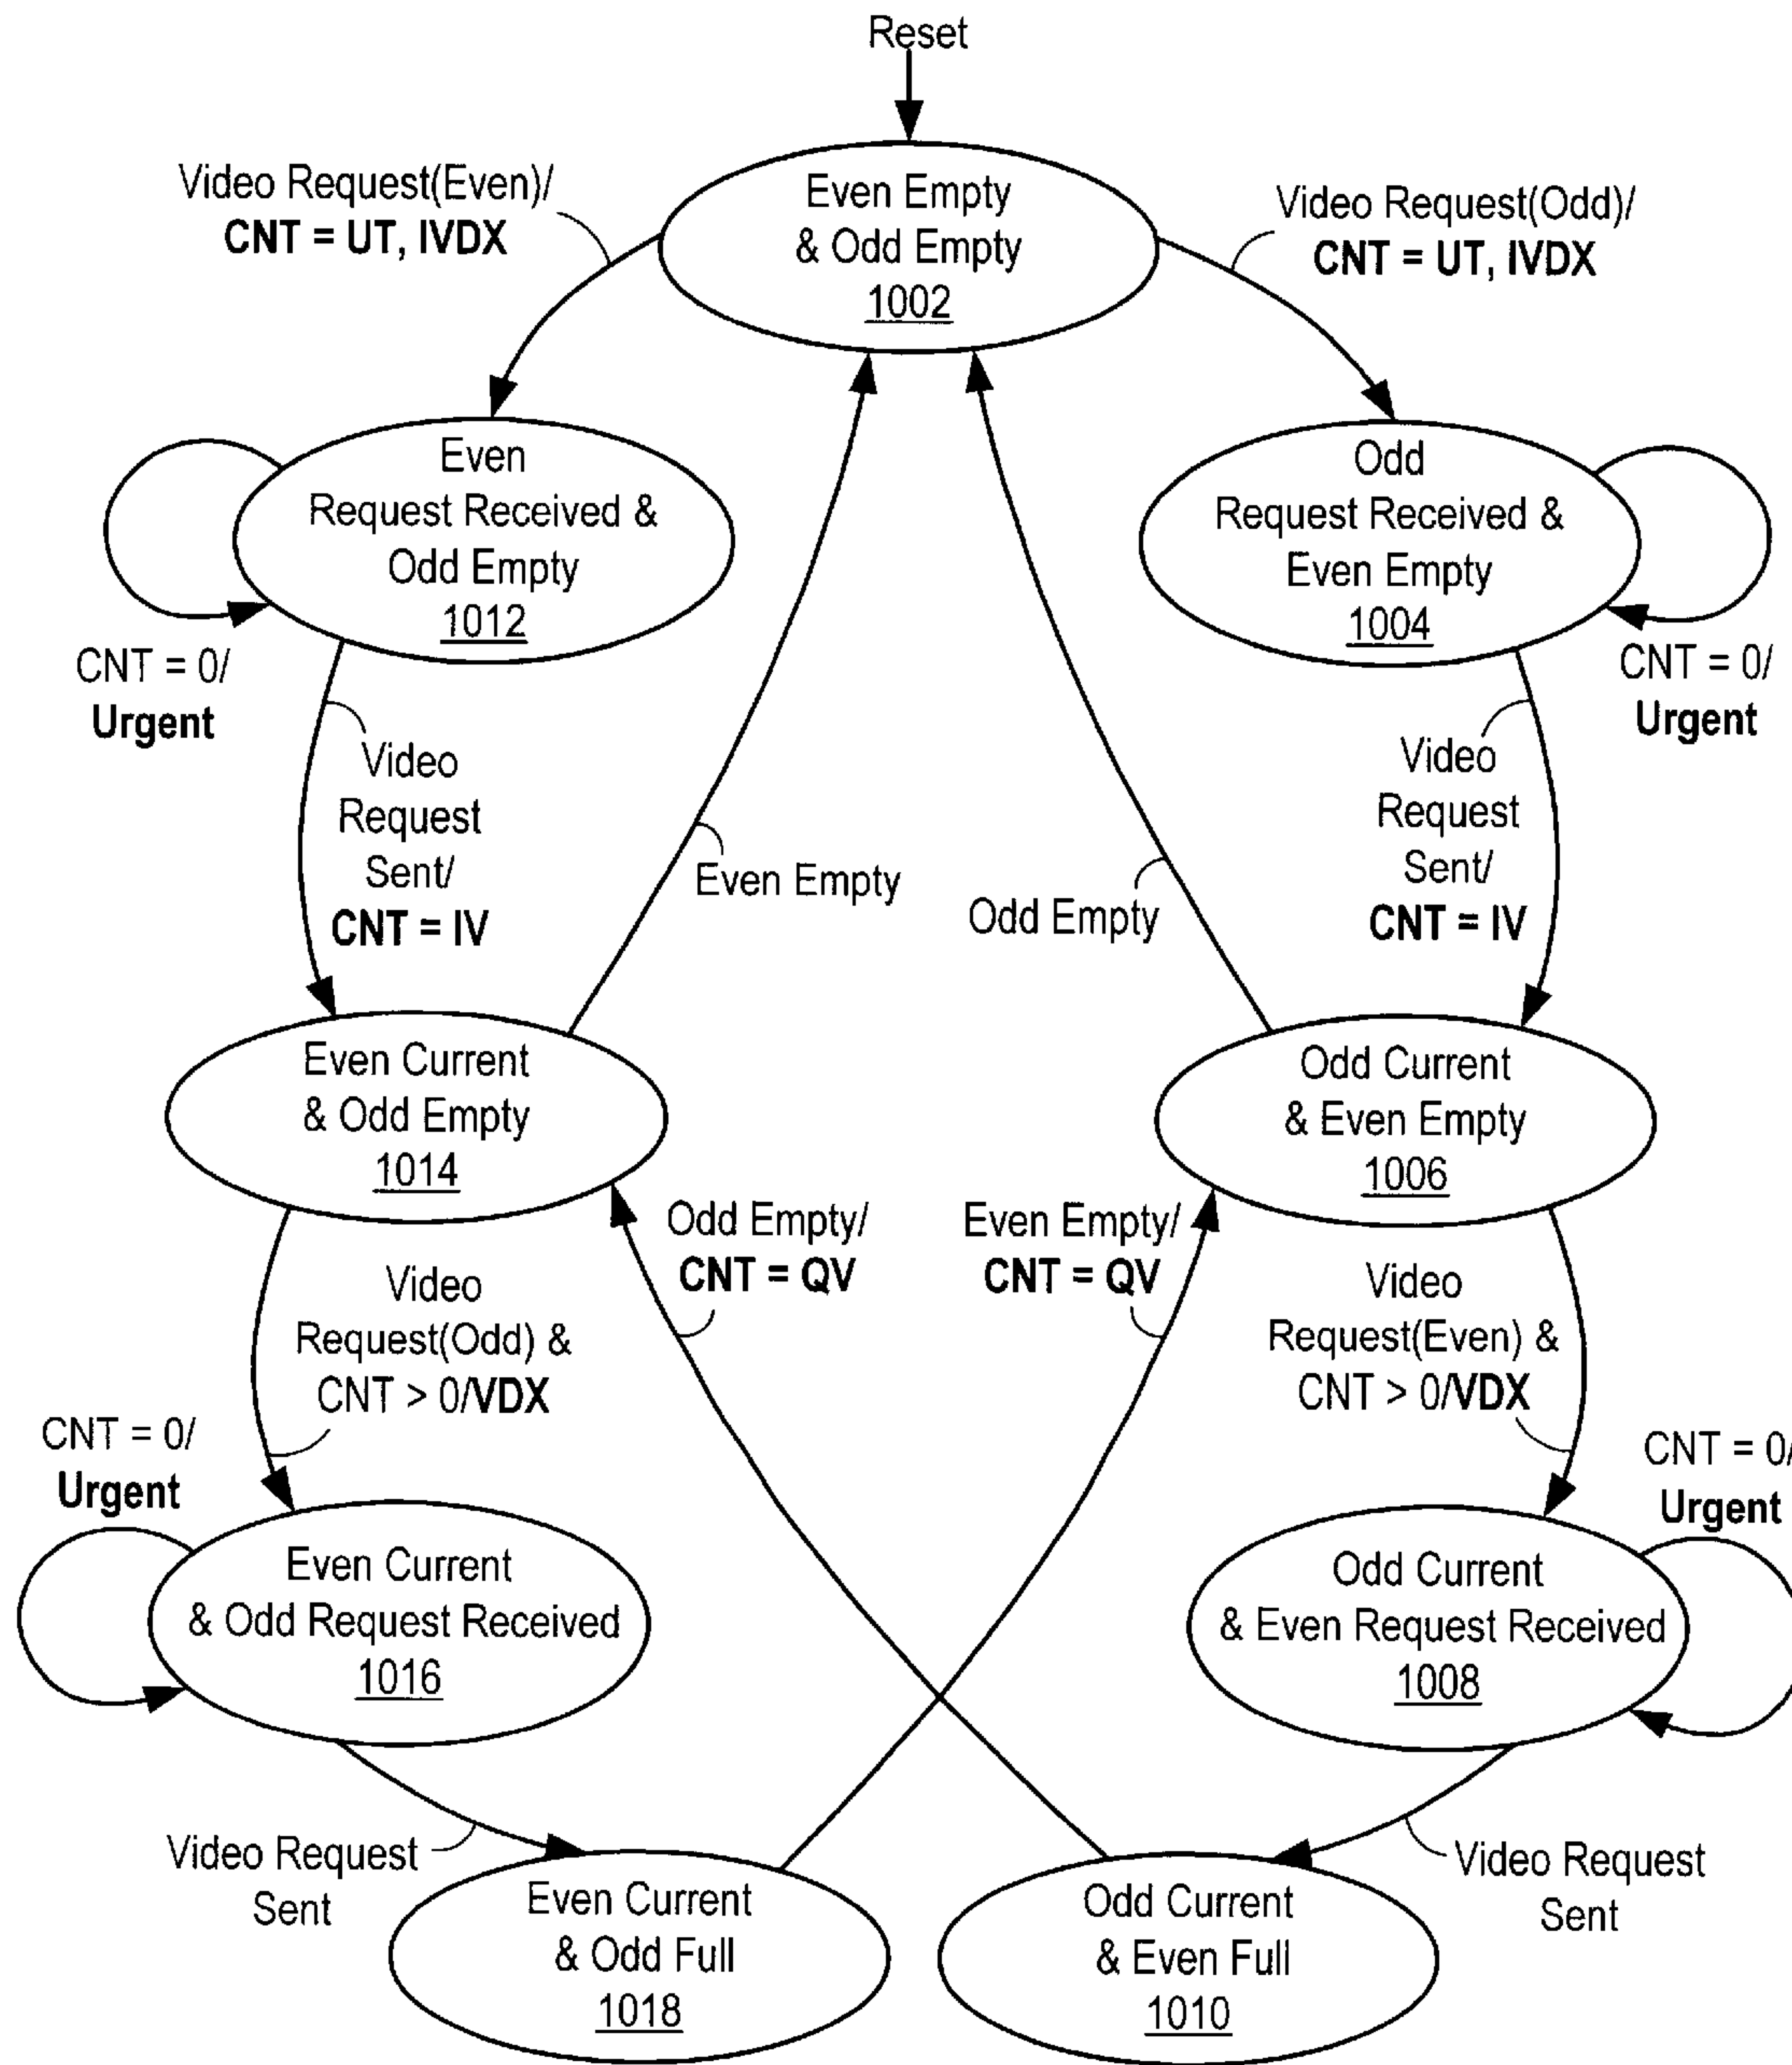 Reset
Video Request(Even)/
CNT = UT, IVDX
Even Empty
& Odd Empty
1002
Video Request(Odd)/
CNT = UT, IVDX
Even
Request Received &
Odd Empty
1012
Odd
Request Received &
Even Empty
1004
CNT = 0/
Urgent
CNT = 0/
Urgent
Video
Request
Sent/
CNT = IV
Even Empty
Odd Empty
Video
Request
Sent/
CNT = IV
Even Current
& Odd Empty
1014
Odd Current
& Even Empty
1006
Odd Empty/
CNT = QV
Even Empty/
CNT = QV
Video
Request(Odd) &
CNT > 0/VDX
Video
Request(Even) &
CNT > 0/VDX
CNT = 0/
Urgent
CNT = 0/
Urgent
Even Current
& Odd Request Received
1016
Odd Current
& Even Request Received
1008
Video Request
Sent
Even Current
& Odd Full
1018
Odd Current
& Even Full
1010
Video Request
Sent